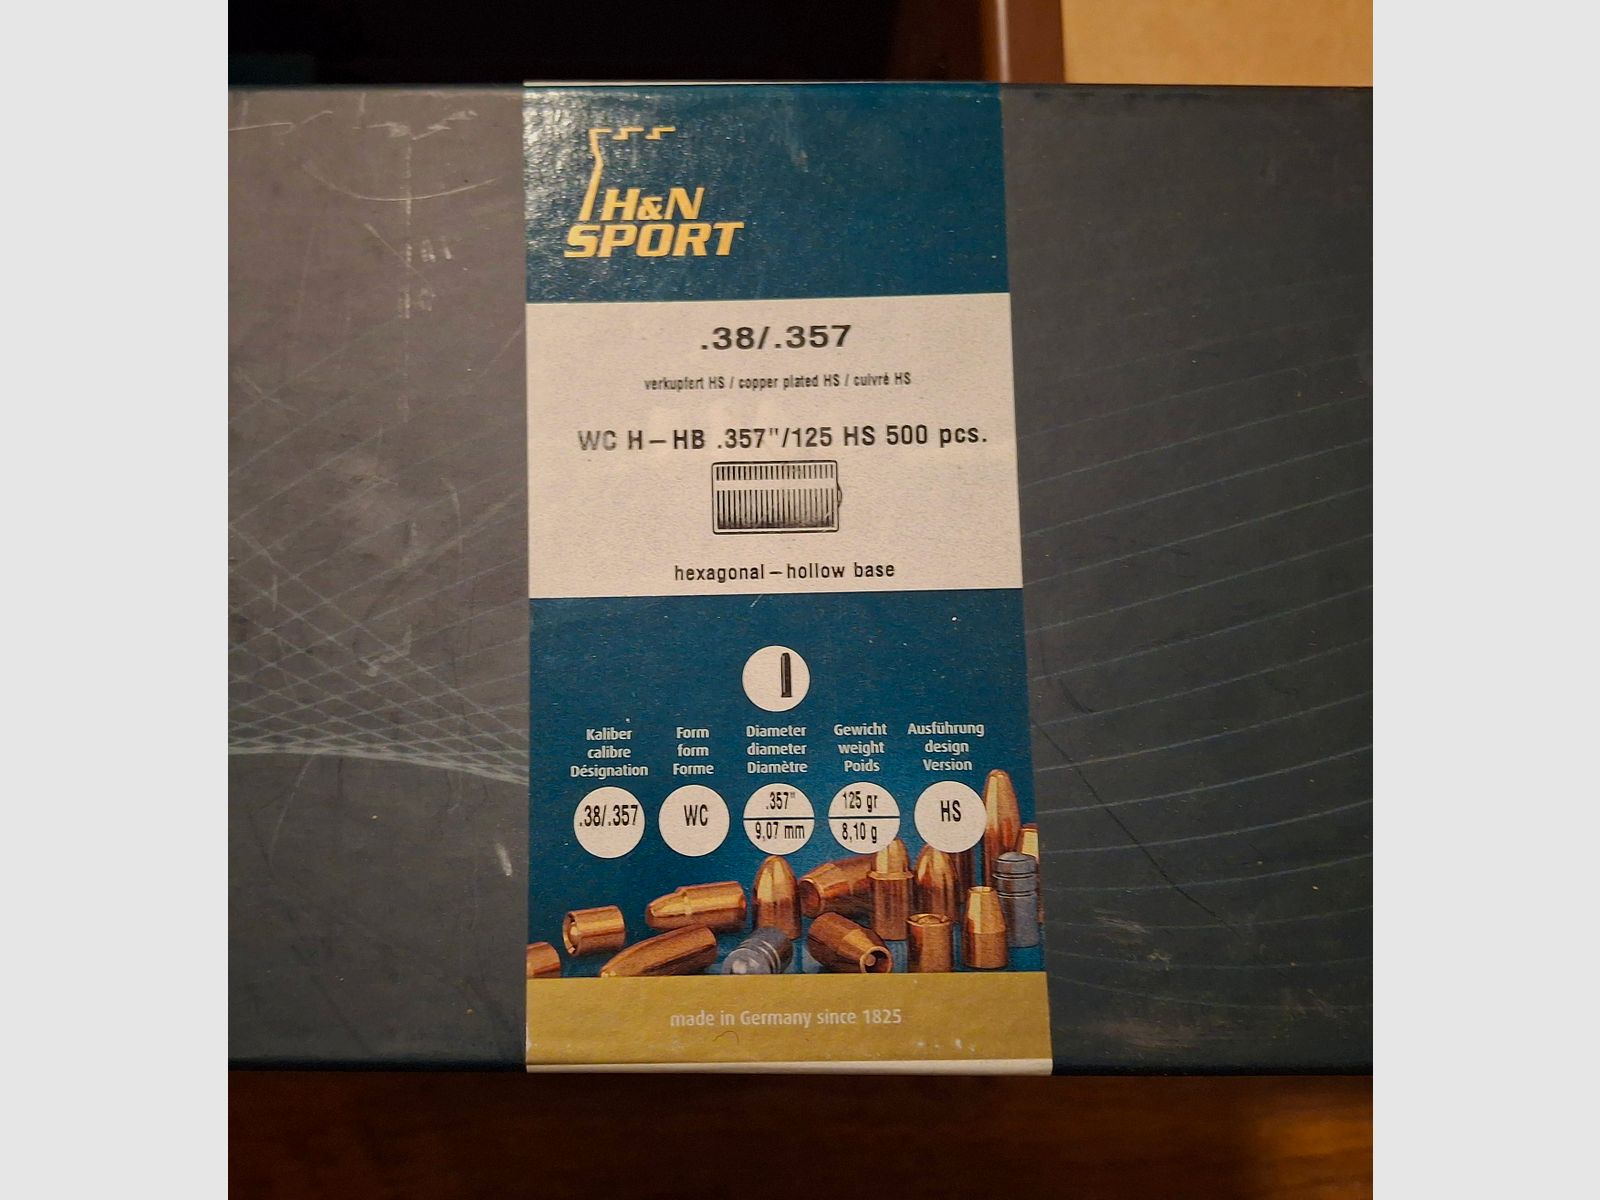 H&N
SPORT
.38/.357
verkupfert HS / copper plated HS / cuivré HS
WC H–HB .357"/125 HS 500 pcs.
hexagonal – hollow base
Kaliber
calibre
Désignation
Form
form
Forme
Diameter
diameter
Diamètre
Gewicht
weight
Poids
Ausführung
design
Version
.38/.357
WC
.357"
9,07 mm
125 gr
8,10 g
HS
made in Germany since 1825